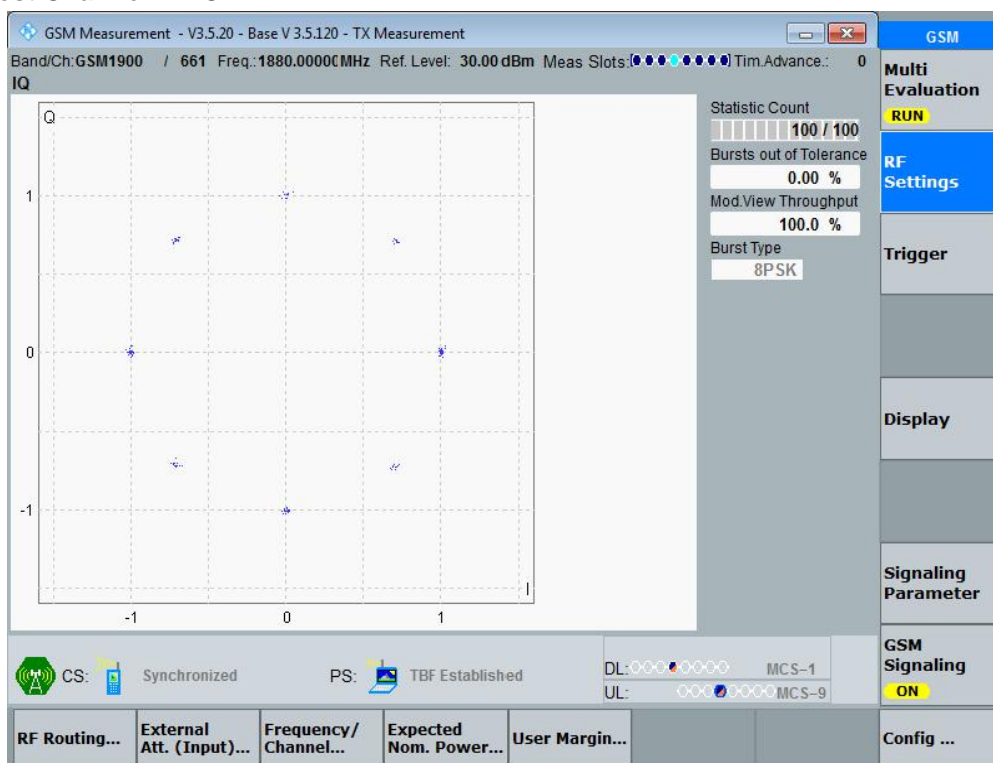 GSM Measurement - V3.5.20 - Base V 3.5.120 - TX Measurement
GSM
Band/Ch: GSM1900 / 661 Freq.: 1880.00000 MHz Ref. Level: 30.00 dBm Meas Slots: Tim.Advance.: 0
IQ
Multi
Evaluation
RUN
Q
Statistic Count
100 / 100
Bursts out of Tolerance
0.00 %
Mod.View Throughput
100.0 %
Burst Type
8PSK
RF
Settings
Trigger
Display
1
0
-1
I
-1 0 1
Signaling
Parameter
GSM
Signaling
ON
CS: Synchronized PS: TBF Established DL: MCS-1
UL: MCS-9
RF Routing...
External
Att. (Input)...
Frequency/
Channel...
Expected
Nom. Power...
User Margin...
Config ...